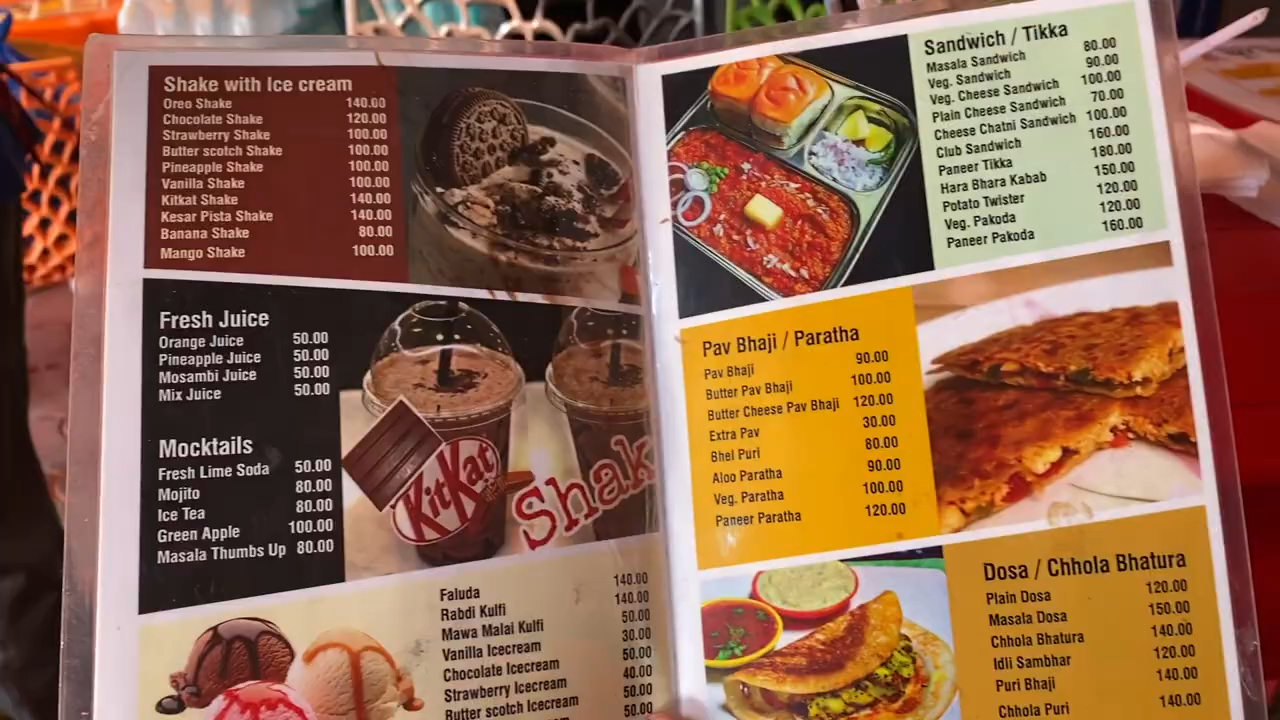 Shake with Ice cream
Oreo Shake 140.00
Chocolate Shake 120.00
Strawberry Shake 100.00
Butter scotch Shake 100.00
Pineapple Shake 100.00
Vanilla Shake 100.00
Kitkat Shake 140.00
Kesar Pista Shake 140.00
Banana Shake 80.00
Mango Shake 100.00
Fresh Juice
Orange Juice 50.00
Pineapple Juice 50.00
Mosambi Juice 50.00
Mix Juice 50.00
Mocktails
Fresh Lime Soda 50.00
Mojito 80.00
Ice Tea 80.00
Green Apple 100.00
Masala Thumbs Up 80.00
KitKat
Shak
Faluda 140.00
Rabdi Kulfi 140.00
Mawa Malai Kulfi 50.00
Vanilla Icecream 30.00
Chocolate Icecream 50.00
Strawberry Icecream 40.00
Butter scotch Icecream 50.00
50.00
Sandwich / Tikka
Masala Sandwich 80.00
Veg. Sandwich 90.00
Veg. Cheese Sandwich 100.00
Plain Cheese Sandwich 70.00
Cheese Chatni Sandwich 100.00
Club Sandwich 160.00
Paneer Tikka 180.00
Hara Bhara Kabab 150.00
Potato Twister 120.00
Veg. Pakoda 120.00
Paneer Pakoda 160.00
Pav Bhaji / Paratha
Pav Bhaji 90.00
Butter Pav Bhaji 100.00
Butter Cheese Pav Bhaji 120.00
Extra Pav 30.00
Bhel Puri 80.00
Aloo Paratha 90.00
Veg. Paratha 100.00
Paneer Paratha 120.00
Dosa / Chhola Bhatura
Plain Dosa 120.00
Masala Dosa 150.00
Chhola Bhatura 140.00
Idii Sambhar 120.00
Puri Bhaji 140.00
Chhola Puri 140.00